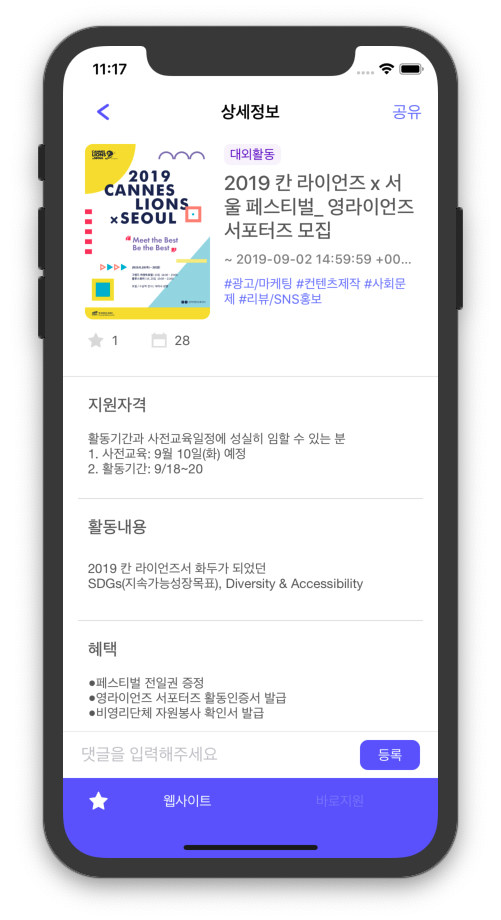 11:17
상세정보
공유
2019
CANNES
LIONS
×SEOUL
Meet the Best
Be the Best
대외활동
2019 칸 라이언즈 x 서
울 페스티벌_ 영라이언즈
서포터즈 모집
~ 2019-09-02 14:59:59 +00...
#광고/마케팅 #컨텐츠제작 #사회문
제 #리뷰/SNS홍보
1
28
지원자격
활동기간과 사전교육일정에 성실히 임할 수 있는 분
1. 사전교육: 9월 10일(화) 예정
2. 활동기간: 9/18~20
활동내용
2019 칸 라이언즈서 화두가 되었던
SDGs(지속가능성장목표), Diversity & Accessibility
혜택
●페스티벌 전일권 증정
●영라이언즈 서포터즈 활동인증서 발급
●비영리단체 자원봉사 확인서 발급
댓글을 입력해주세요
등록
웹사이트
바로지원